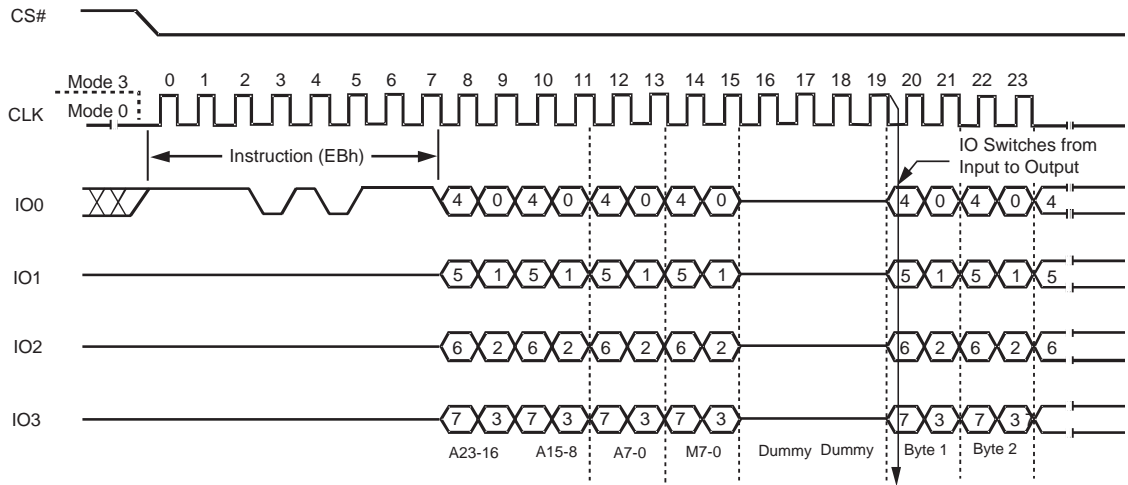 CS#
Mode 3
0 1 2 3 4 5 6 7 8 9 10 11 12 13 14 15 16 17 18 19 20 21 22 23
CLK
Mode 0
Instruction (EBh)
IO Switches from
Input to Output
IO0
4 0 4 0 4 0 4 0 4 0 4 0 4
IO1
5 1 5 1 5 1 5 1 5 1 5 1 5
IO2
6 2 6 2 6 2 6 2 6 2 6 2 6
IO3
7 3 7 3 7 3 7 3 7 3 7 3 7
A23-16 A15-8 A7-0 M7-0 Dummy Dummy Byte 1 Byte 2